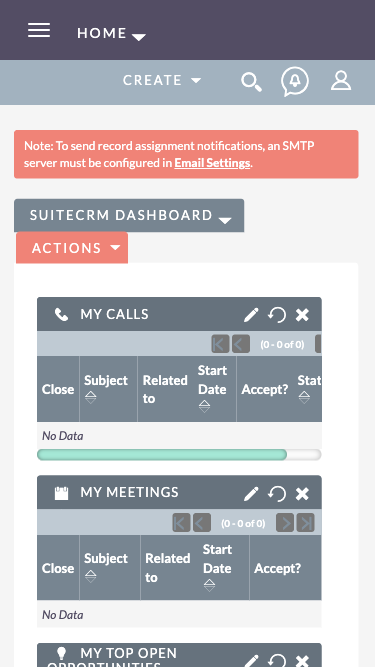 HOME
CREATE
Note: To send record assignment notifications, an SMTP
server must be configured in Email Settings.
SUITECRM DASHBOARD
ACTIONS
MY CALLS
(0 - 0 of 0)
Close Subject Related to Start Date Accept? Stat
No Data
MY MEETINGS
(0 - 0 of 0)
Close Subject Related to Start Date Accept?
No Data
MY TOP OPEN
OPPORTUNITIES